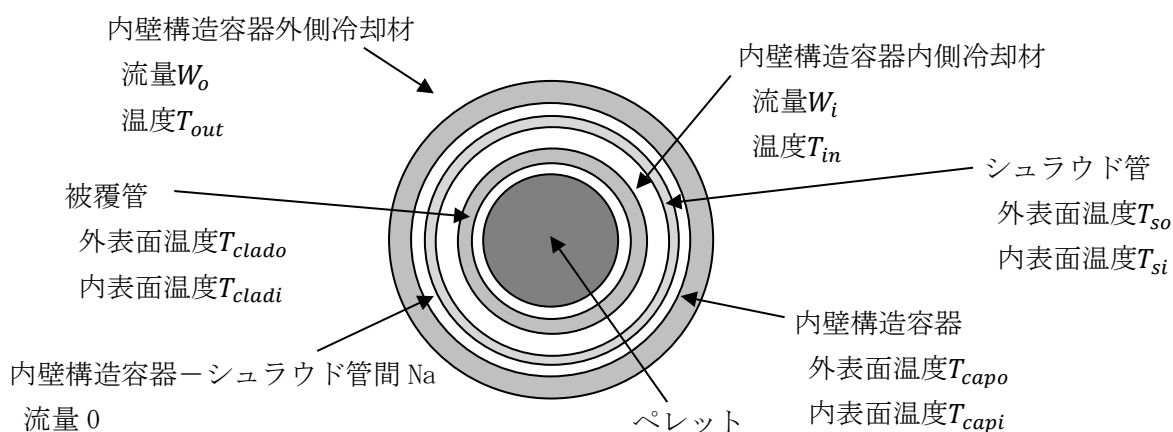 内壁構造容器外側冷却材
流量W_o
温度T_out
内壁構造容器内側冷却材
流量W_i
温度T_in
シュラウド管
外表面温度T_so
内表面温度T_si
被覆管
外表面温度T_clado
内表面温度T_cladi
内壁構造容器
外表面温度T_capo
内表面温度T_capi
内壁構造容器－シュラウド管間 Na
流量 0
ペレット